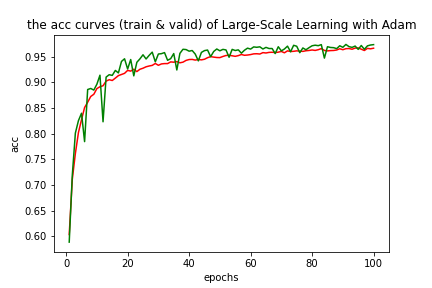 the acc curves (train & valid) of Large-Scale Learning with Adam
acc
0.95
0.90
0.85
0.80
0.75
0.70
0.65
0.60
0 20 40 60 80 100
epochs